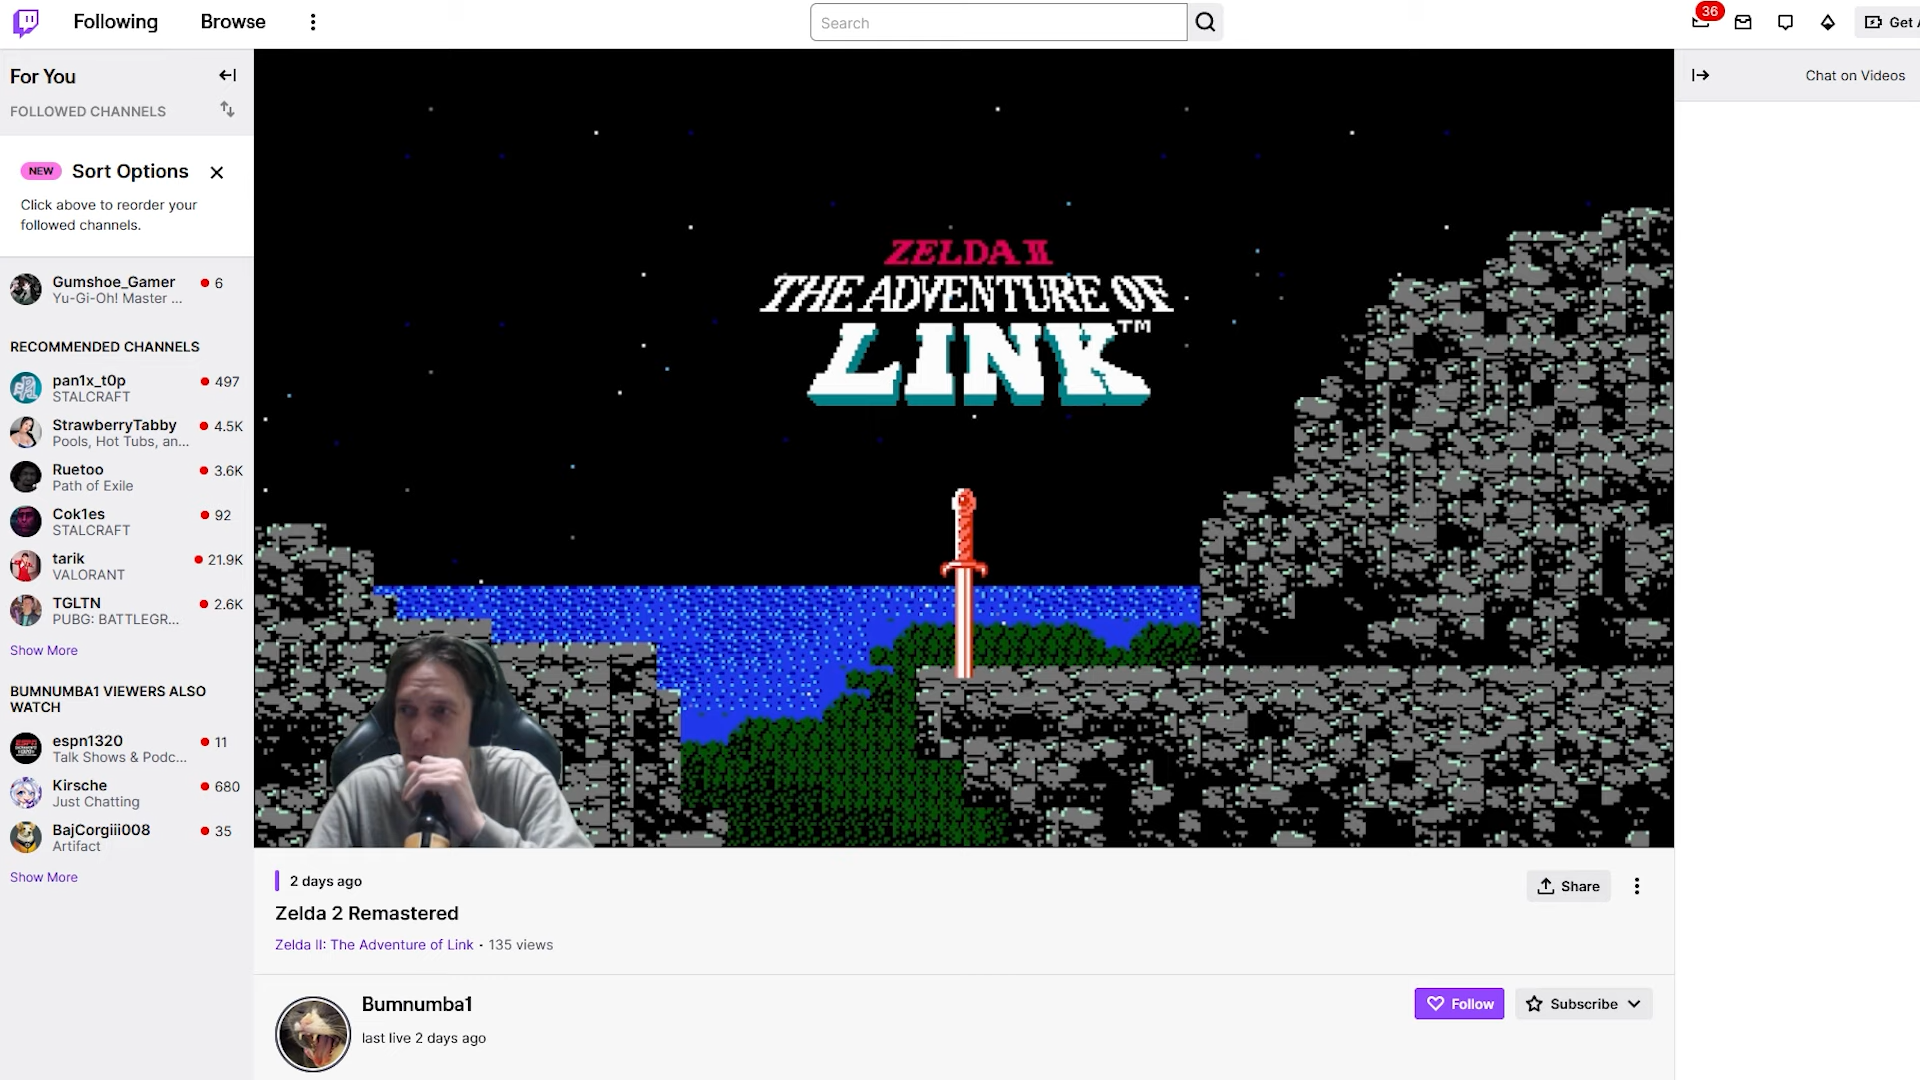 Following
Browse
Search
36
Get
For You
FOLLOWED CHANNELS
NEW
Sort Options
Click above to reorder your
followed channels.
Gumshoe_Gamer
6
Yu-Gi-Oh! Master ...
RECOMMENDED CHANNELS
pan1x_t0p
497
STALCRAFT
StrawberryTabby
4.5K
Pools, Hot Tubs, an...
Ruetoo
3.6K
Path of Exile
Cok1es
92
STALCRAFT
tarik
21.9K
VALORANT
TGLTN
2.6K
PUBG: BATTLEGR...
Show More
BUMNUMBA1 VIEWERS ALSO
WATCH
espn1320
11
Talk Shows & Podc...
Kirsche
680
Just Chatting
BajCorgiii008
35
Artifact
Show More
ZELDA II
THE ADVENTURE OF
LINK™
2 days ago
Zelda 2 Remastered
Zelda II: The Adventure of Link • 135 views
Share
Bumnumba1
last live 2 days ago
Follow
Subscribe
Chat on Videos